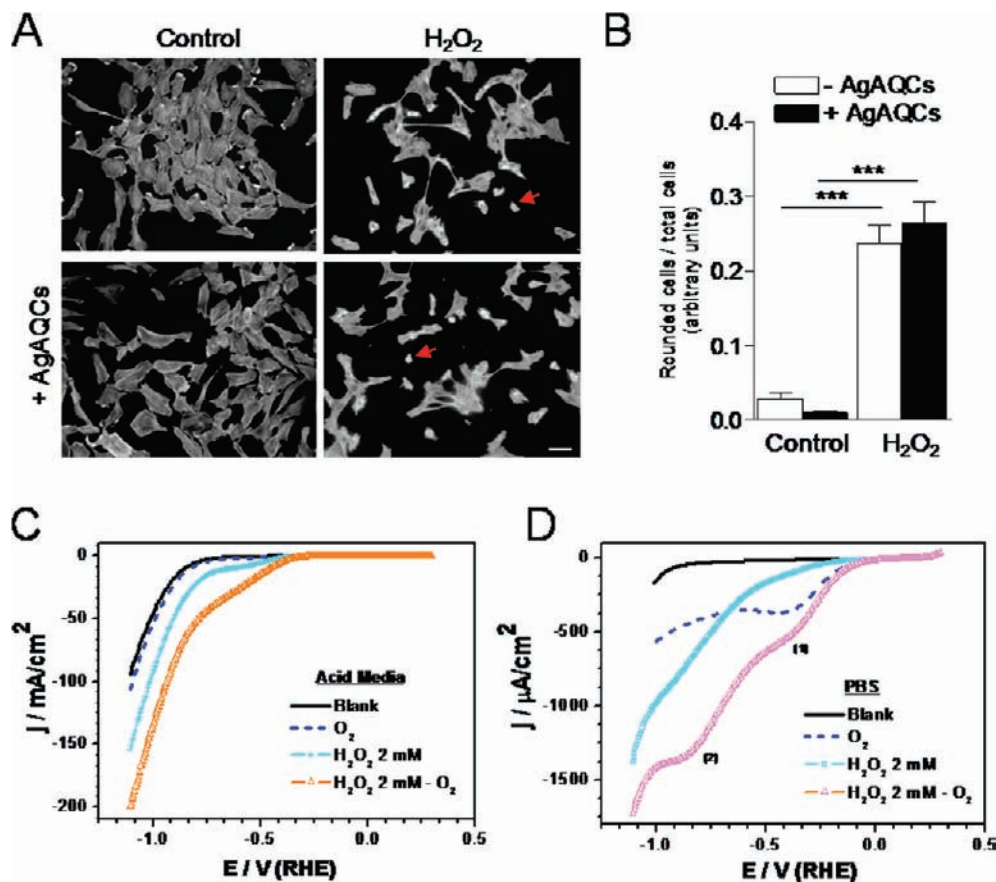 A
Control
H₂O₂
+ AgAQCs
B
- AgAQCs
+ AgAQCs
0.4
0.3
0.2
0.1
0.0
Rounded cells / total cells
(arbitrary units)
***
***
Control
H₂O₂
C
0
-50
-100
-150
-200
J / mA/cm²
Acid Media
Blank
O₂
H₂O₂ 2 mM
H₂O₂ 2 mM - O₂
-1.0
-0.5
0.0
0.5
E / V (RHE)
D
0
-500
-1000
-1500
J / µA/cm²
(1)
(2)
PBS
Blank
O₂
H₂O₂ 2 mM
H₂O₂ 2 mM - O₂
-1.0
-0.5
0.0
0.5
E / V (RHE)